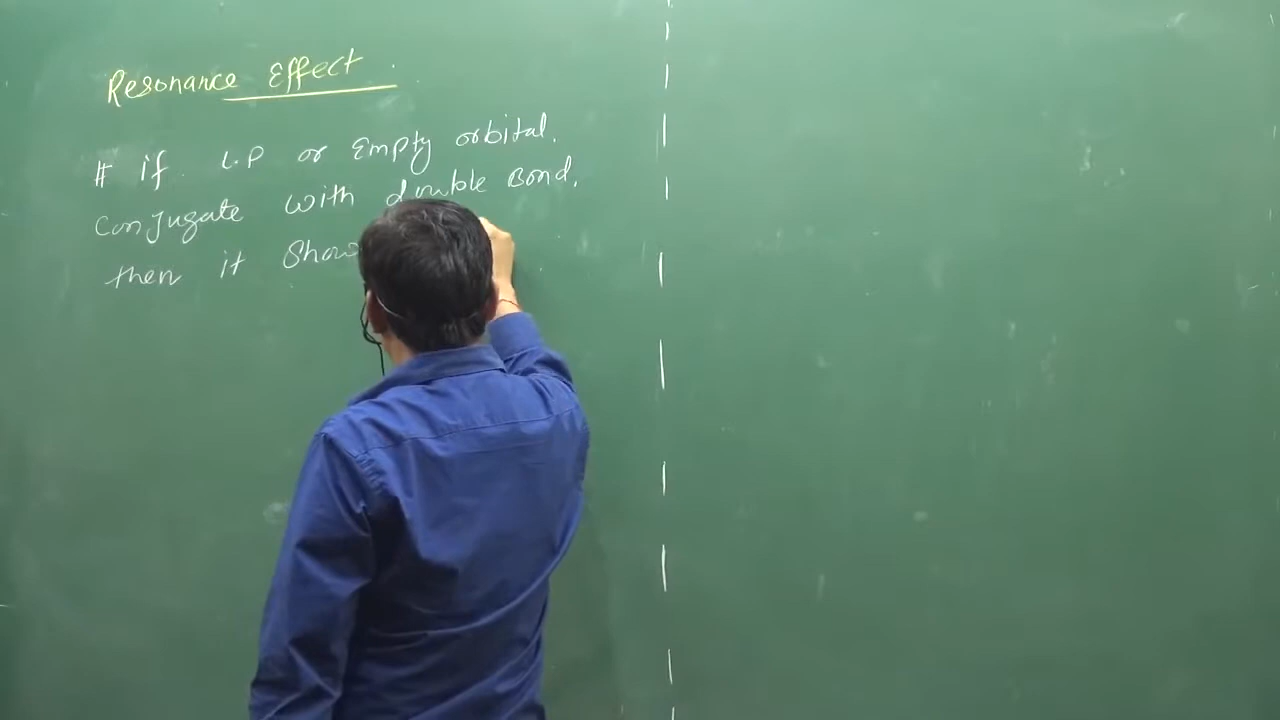 Resonance Effect.
# if L.P or Empty orbital.
Conjugate with double Bond.
then it Show